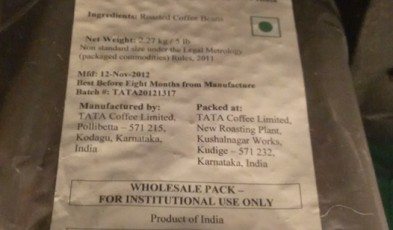 Ingredients: Roasted Coffee Beans
Net Weight: 2.27 kg / 5 lb
Non standard size under the Legal Metrology
(packaged commodities) Rules, 2011
Mfd: 12-Nov-2012
Best Before Eight Months from Manufacture
Batch #: TATA20121317
Manufactured by:
TATA Coffee Limited,
Pollibetta – 571 215,
Kodagu, Karnataka,
India
Packed at:
TATA Coffee Limited,
New Roasting Plant,
Kushalnagar Works,
Kudige – 571 232,
Karnataka, India
WHOLESALE PACK –
FOR INSTITUTIONAL USE ONLY
Product of India